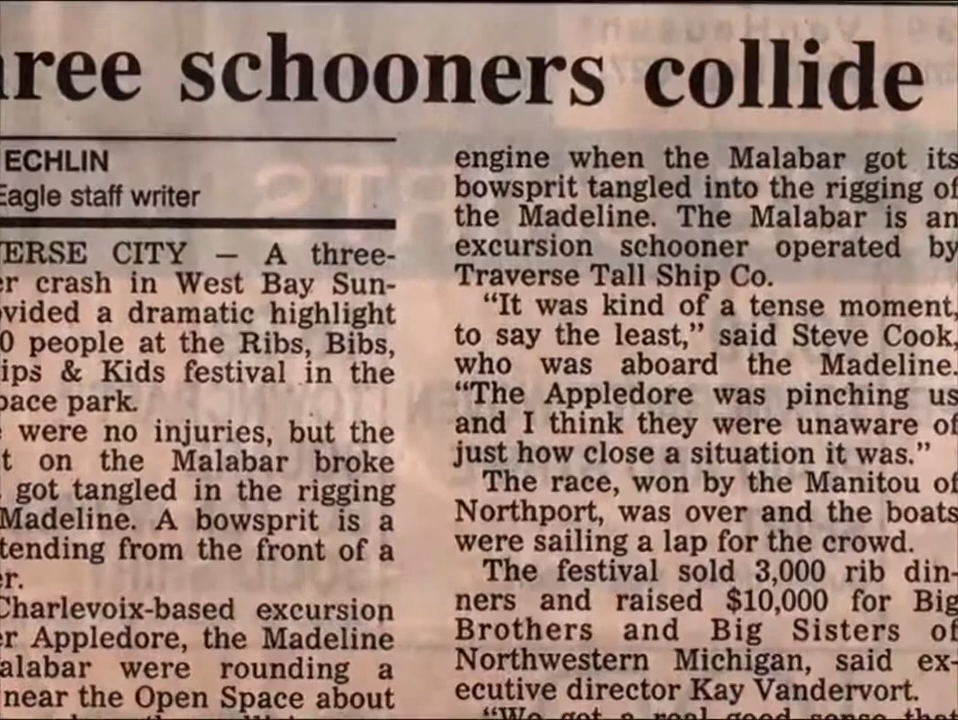 ree schooners collide
ECHLIN
Eagle staff writer
ERSE CITY — A three-
r crash in West Bay Sun-
vided a dramatic highlight
0 people at the Ribs, Bibs,
ips & Kids festival in the
pace park.
were no injuries, but the
t on the Malabar broke
got tangled in the rigging
Madeline. A bowsprit is a
tending from the front of a
r.
Charlevoix-based excursion
r Appledore, the Madeline
alabar were rounding a
near the Open Space about
engine when the Malabar got its
bowsprit tangled into the rigging of
the Madeline. The Malabar is an
excursion schooner operated by
Traverse Tall Ship Co.
“It was kind of a tense moment,
to say the least,” said Steve Cook,
who was aboard the Madeline.
“The Appledore was pinching us
and I think they were unaware of
just how close a situation it was.”
The race, won by the Manitou of
Northport, was over and the boats
were sailing a lap for the crowd.
The festival sold 3,000 rib din-
ners and raised $10,000 for Big
Brothers and Big Sisters of
Northwestern Michigan, said ex-
ecutive director Kay Vandervort.
“We got a real good sense that